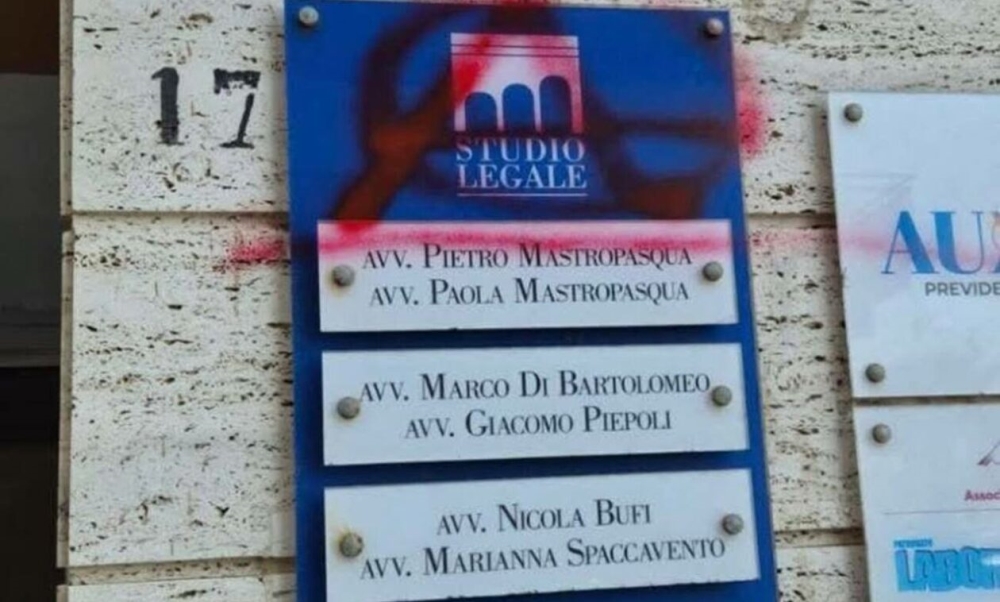 17
STUDIO
LEGALE
AVV. PIETRO MASTROPASQUA
AVV. PAOLA MASTROPASQUA
AVV. MARCO DI BARTOLOMEO
AVV. GIACOMO PIEPOLI
AVV. NICOLA BUFI
AVV. MARIANNA SPACCAVENTO